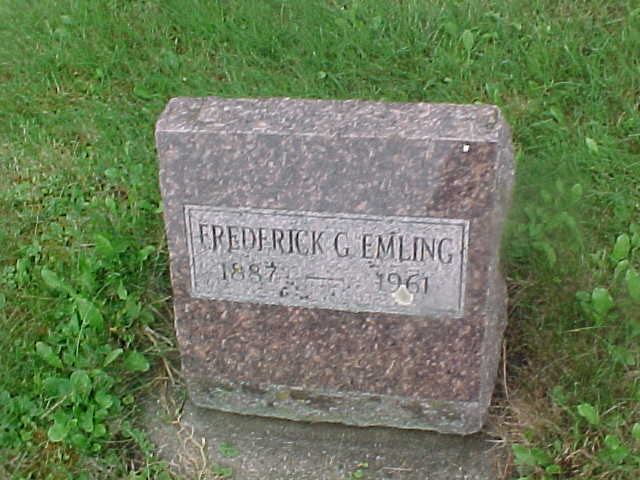 FREDERICK G. EMLING
1887 — 1961